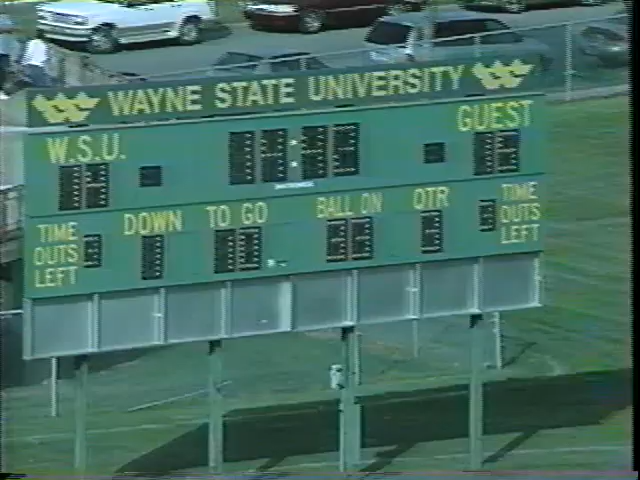 WAYNE STATE UNIVERSITY
W.S.U. GUEST
TIME OUTS LEFT DOWN TO GO BALL ON QTR TIME OUTS LEFT